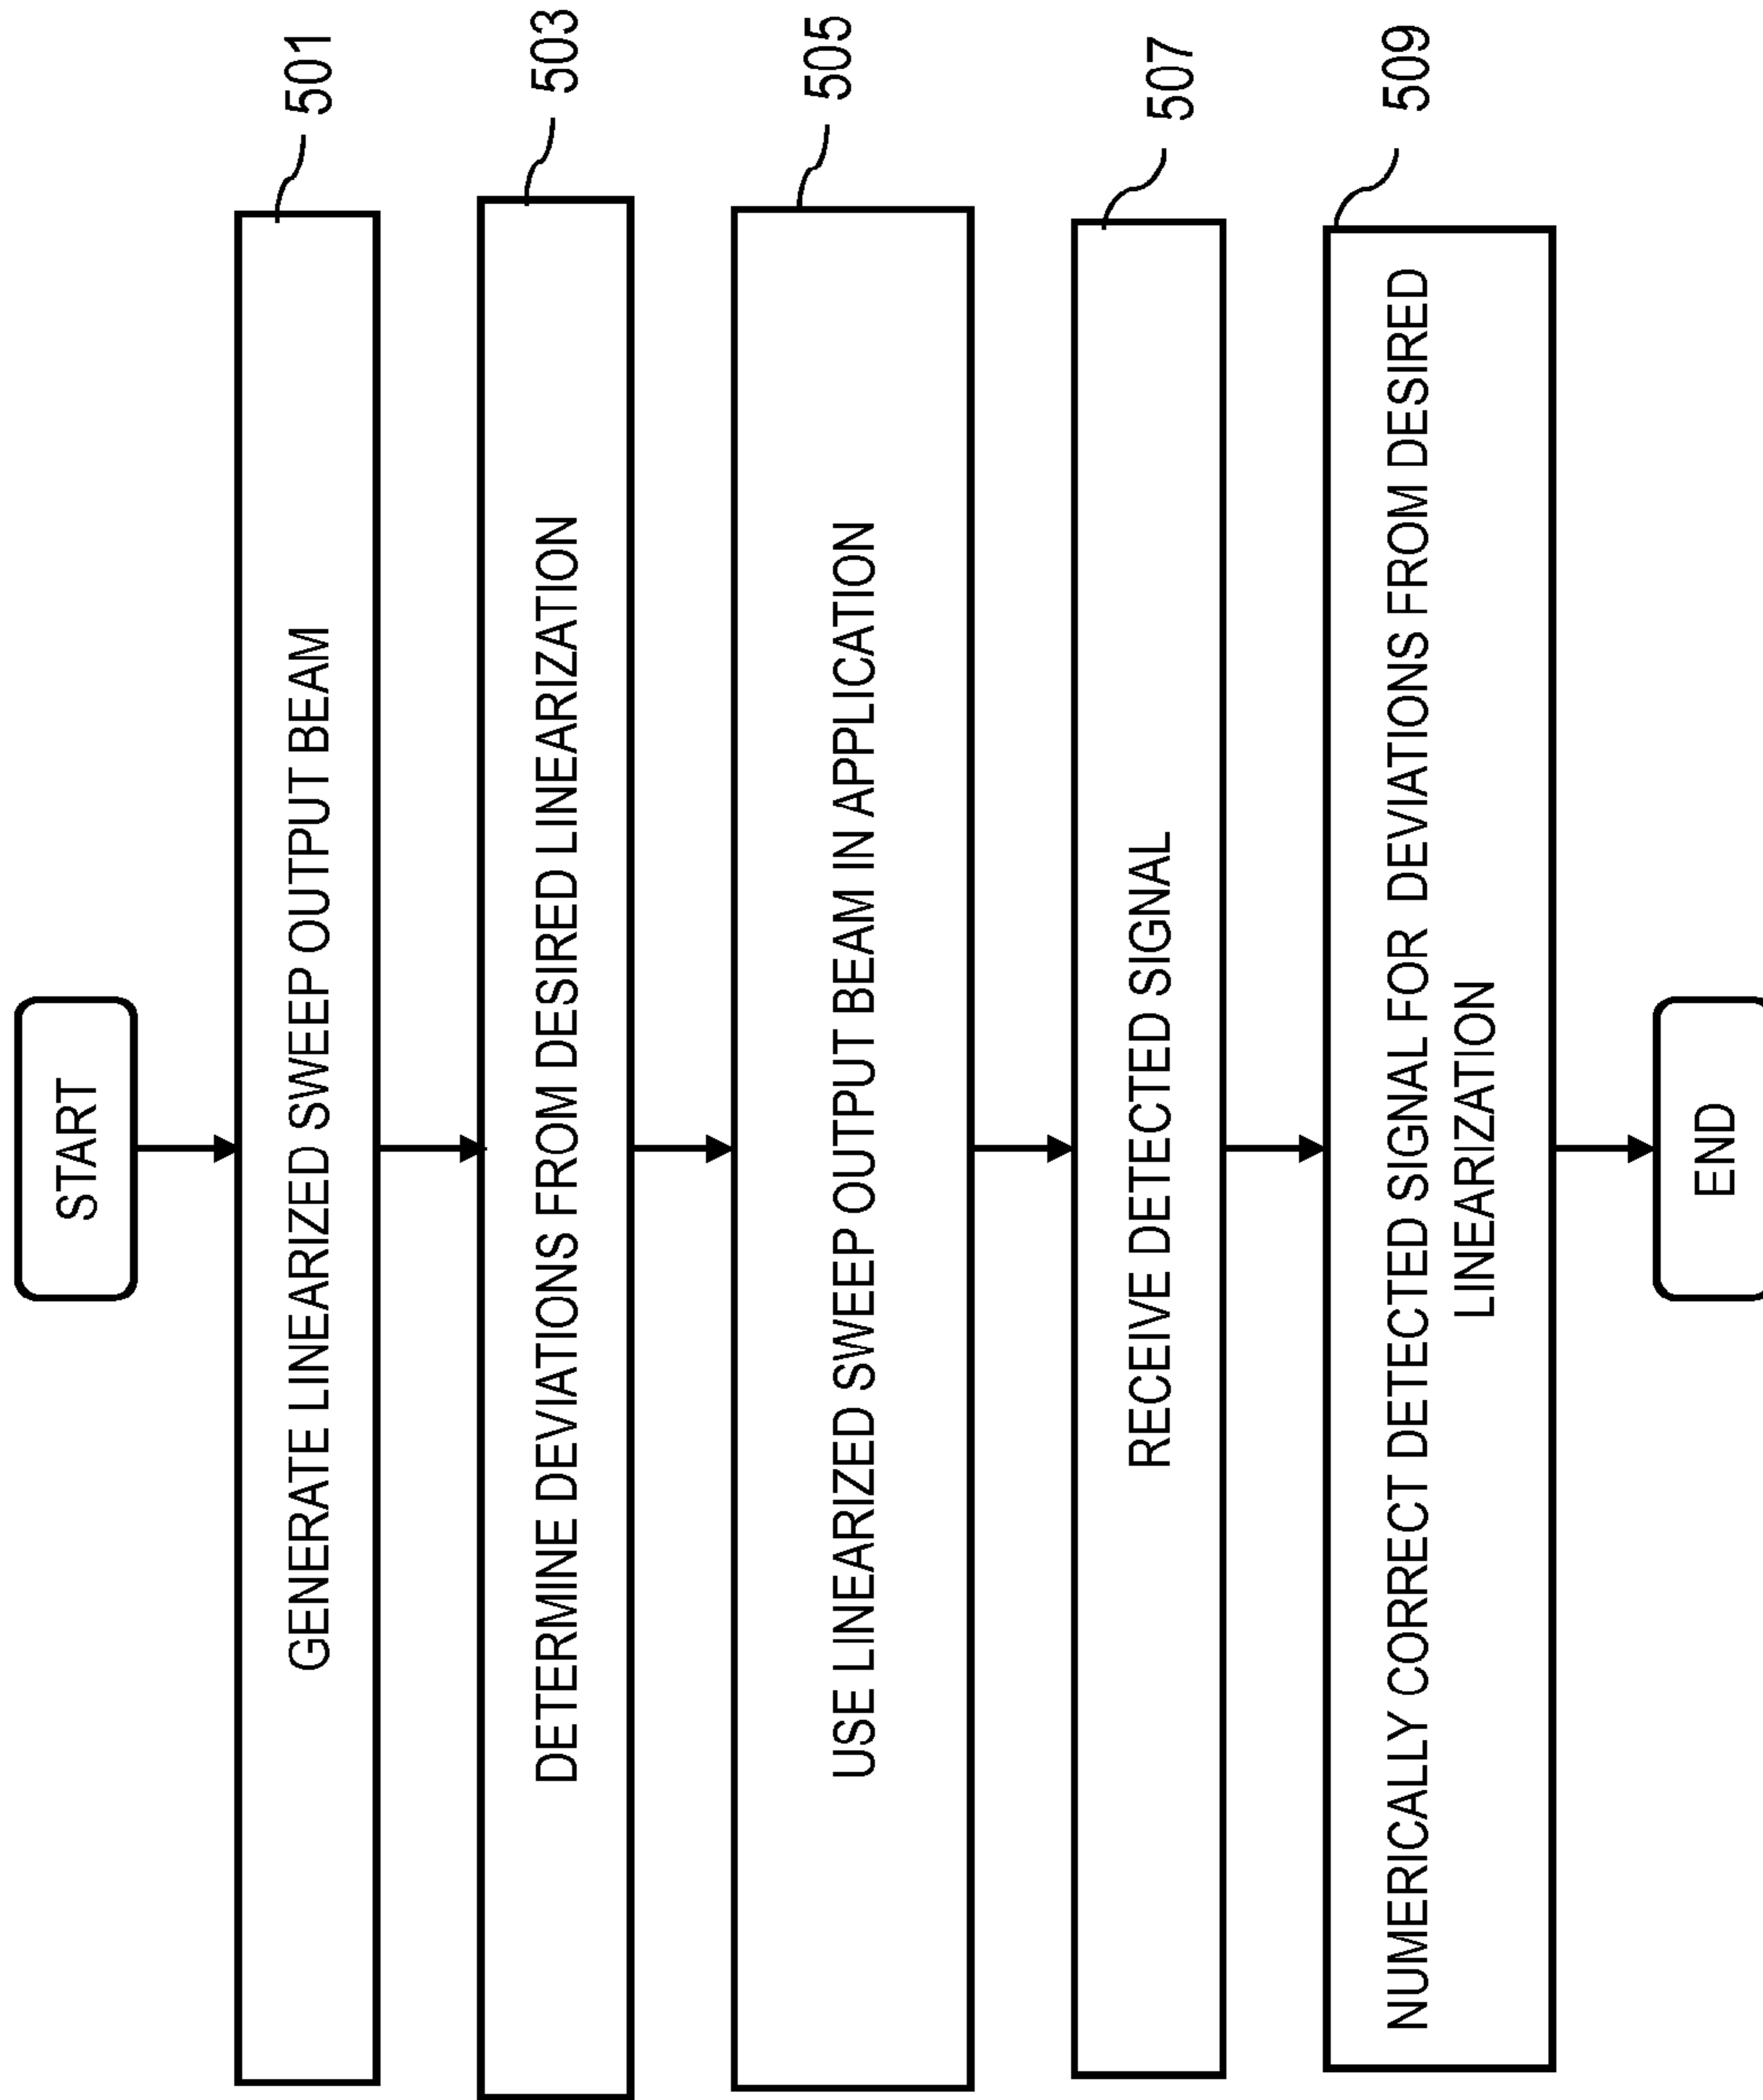 START
GENERATE LINEARIZED SWEEP OUTPUT BEAM
501
DETERMINE DEVIATIONS FROM DESIRED LINEARIZATION
503
USE LINEARIZED SWEEP OUTPUT BEAM IN APPLICATION
505
RECEIVE DETECTED SIGNAL
507
NUMERICALLY CORRECT DETECTED SIGNAL FOR DEVIATIONS FROM DESIRED
LINEARIZATION
509
END